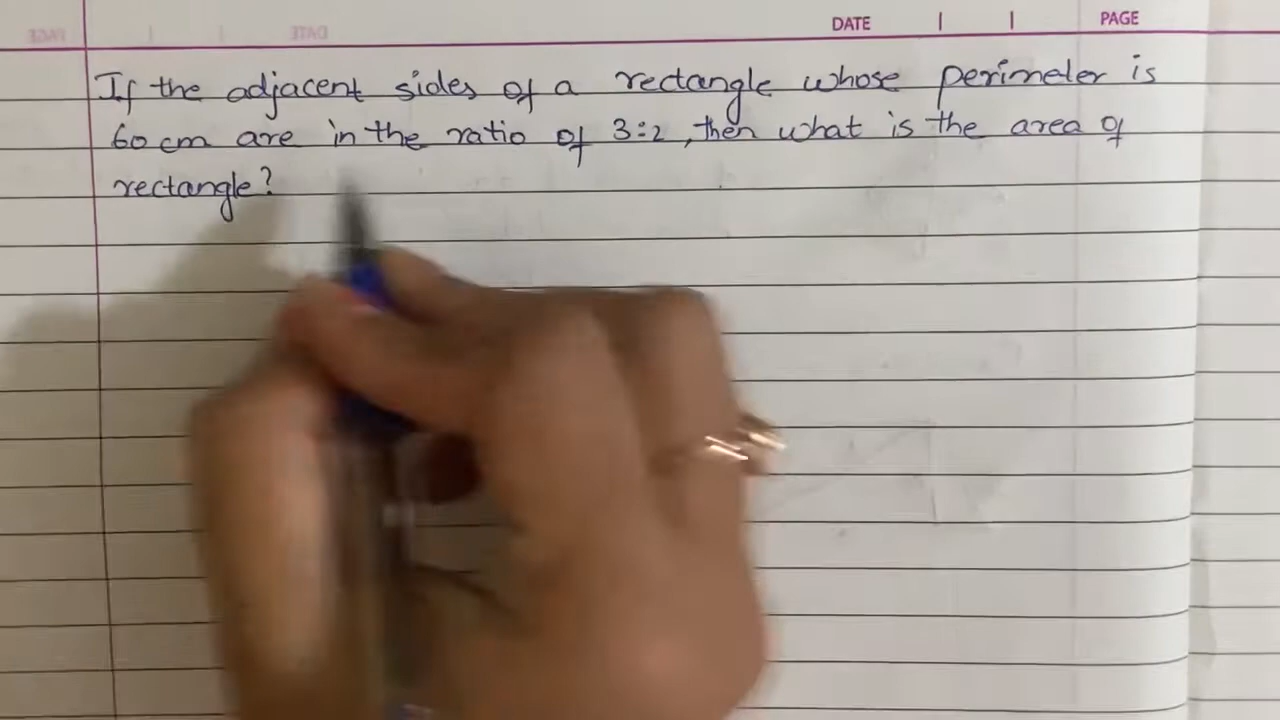 DATE | | PAGE
If the adjacent sides of a rectangle whose perimeter is
60 cm are in the ratio of 3:2, then what is the area of
rectangle?